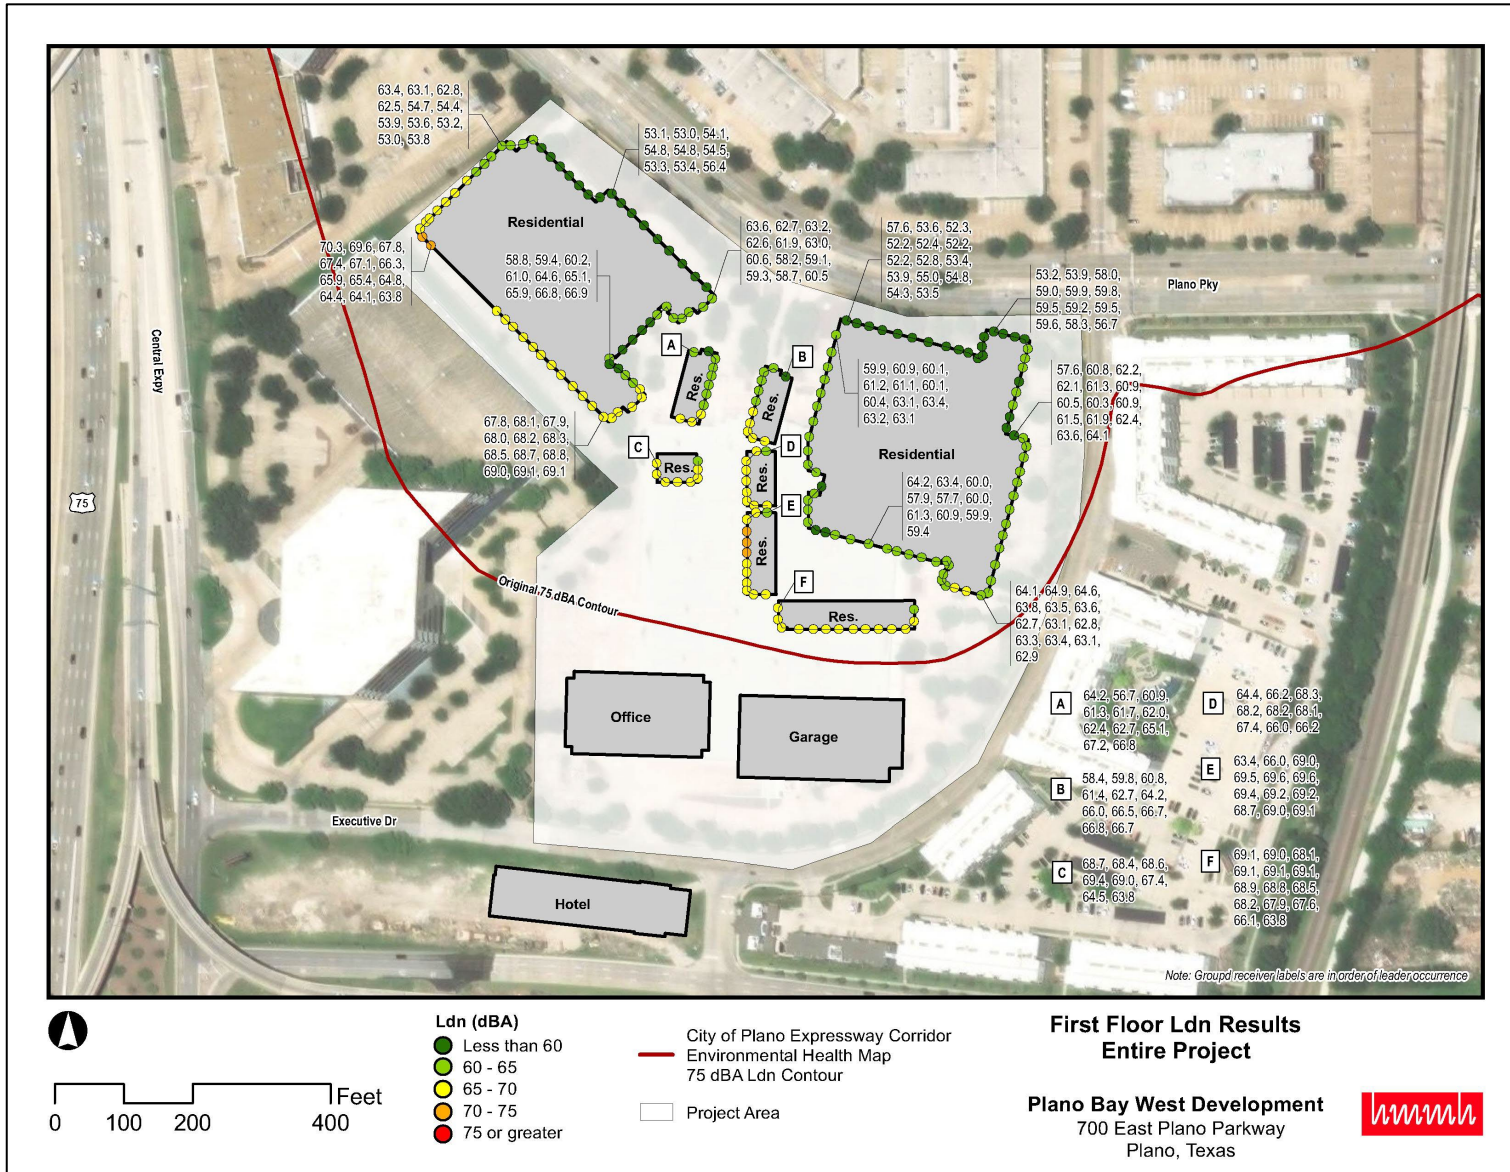 63.4, 63.1, 62.8,
62.5, 54.7, 54.4,
53.9, 53.6, 53.2,
53.0, 53.8
53.1, 53.0, 54.1,
54.8, 54.8, 54.5,
53.3, 53.4, 56.4
Residential
70.3, 69.6, 67.8,
67.4, 67.1, 66.3,
65.9, 65.4, 64.8,
64.4, 64.1, 63.8
58.8, 59.4, 60.2,
61.0, 64.6, 65.1,
65.9, 66.8, 66.9
63.6, 62.7, 63.2,
62.6, 61.9, 63.0,
60.6, 58.2, 59.1,
59.3, 58.7, 60.5
57.6, 53.6, 52.3,
52.2, 52.4, 52.2,
52.2, 52.8, 53.4,
53.9, 55.0, 54.8,
54.3, 53.5
53.2, 53.9, 58.0,
59.0, 59.9, 59.8,
59.5, 59.2, 59.5,
59.6, 58.3, 56.7
Plano Pky
Central Expy
A
B
Res.
Res.
59.9, 60.9, 60.1,
61.2, 61.1, 60.1,
60.4, 63.1, 63.4,
63.2, 63.1
57.6, 60.8, 62.2,
62.1, 61.3, 60.9,
60.5, 60.3, 60.9,
61.5, 61.9, 62.4,
63.6, 64.1
67.8, 68.1, 67.9,
68.0, 68.2, 68.3,
68.5, 68.7, 68.8,
69.0, 69.1, 69.1
C
Res.
D
Res.
Residential
64.2, 63.4, 60.0,
57.9, 57.7, 60.0,
61.3, 60.9, 59.9,
59.4
75
E
Res.
Original 75 dBA Contour
F
Res.
64.1, 64.9, 64.6,
63.8, 63.5, 63.6,
62.7, 63.1, 62.8,
63.3, 63.4, 63.1,
62.9
Office
Garage
A
64.2, 56.7, 60.9,
61.3, 61.7, 62.0,
62.4, 62.7, 65.1,
67.2, 66.8
D
64.4, 66.2, 68.3,
68.2, 68.2, 68.1,
67.4, 66.0, 66.2
B
58.4, 59.8, 60.8,
61.4, 62.7, 64.2,
66.0, 66.5, 66.7,
66.8, 66.7
E
63.4, 66.0, 69.0,
69.5, 69.6, 69.6,
69.4, 69.2, 69.2,
68.7, 69.0, 69.1
C
68.7, 68.4, 68.6,
69.4, 69.0, 67.4,
64.5, 63.8
F
69.1, 69.0, 68.1,
69.1, 69.1, 69.1,
68.9, 68.8, 68.5,
68.2, 67.9, 67.6,
66.1, 63.8
Executive Dr
Hotel
Note: Groupd receiver labels are in order of leader occurrence
0 100 200 400 Feet
Ldn (dBA)
Less than 60
60 - 65
65 - 70
70 - 75
75 or greater
City of Plano Expressway Corridor
Environmental Health Map
75 dBA Ldn Contour
Project Area
First Floor Ldn Results
Entire Project
Plano Bay West Development
700 East Plano Parkway
Plano, Texas
hmmh